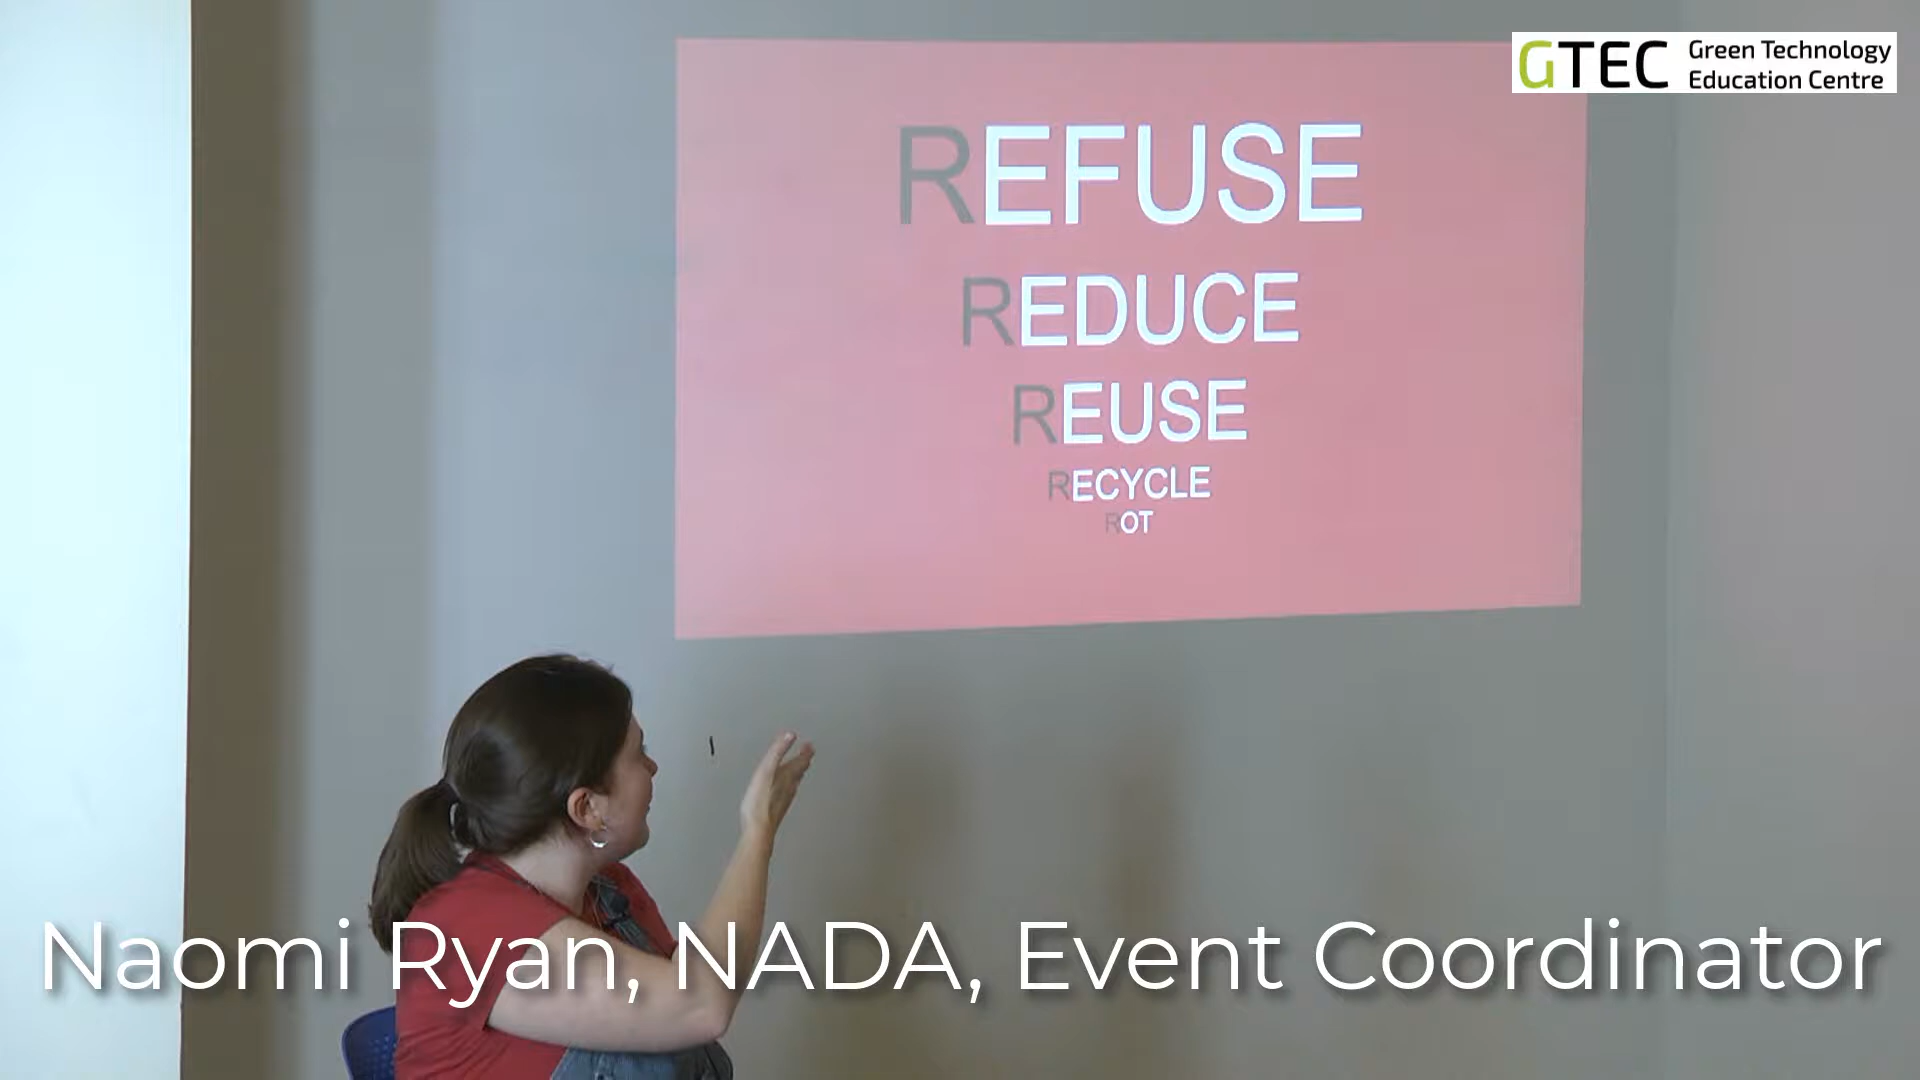 GTEC Green Technology
Education Centre
REFUSE
REDUCE
REUSE
RECYCLE
ROT
Naomi Ryan, NADA, Event Coordinator